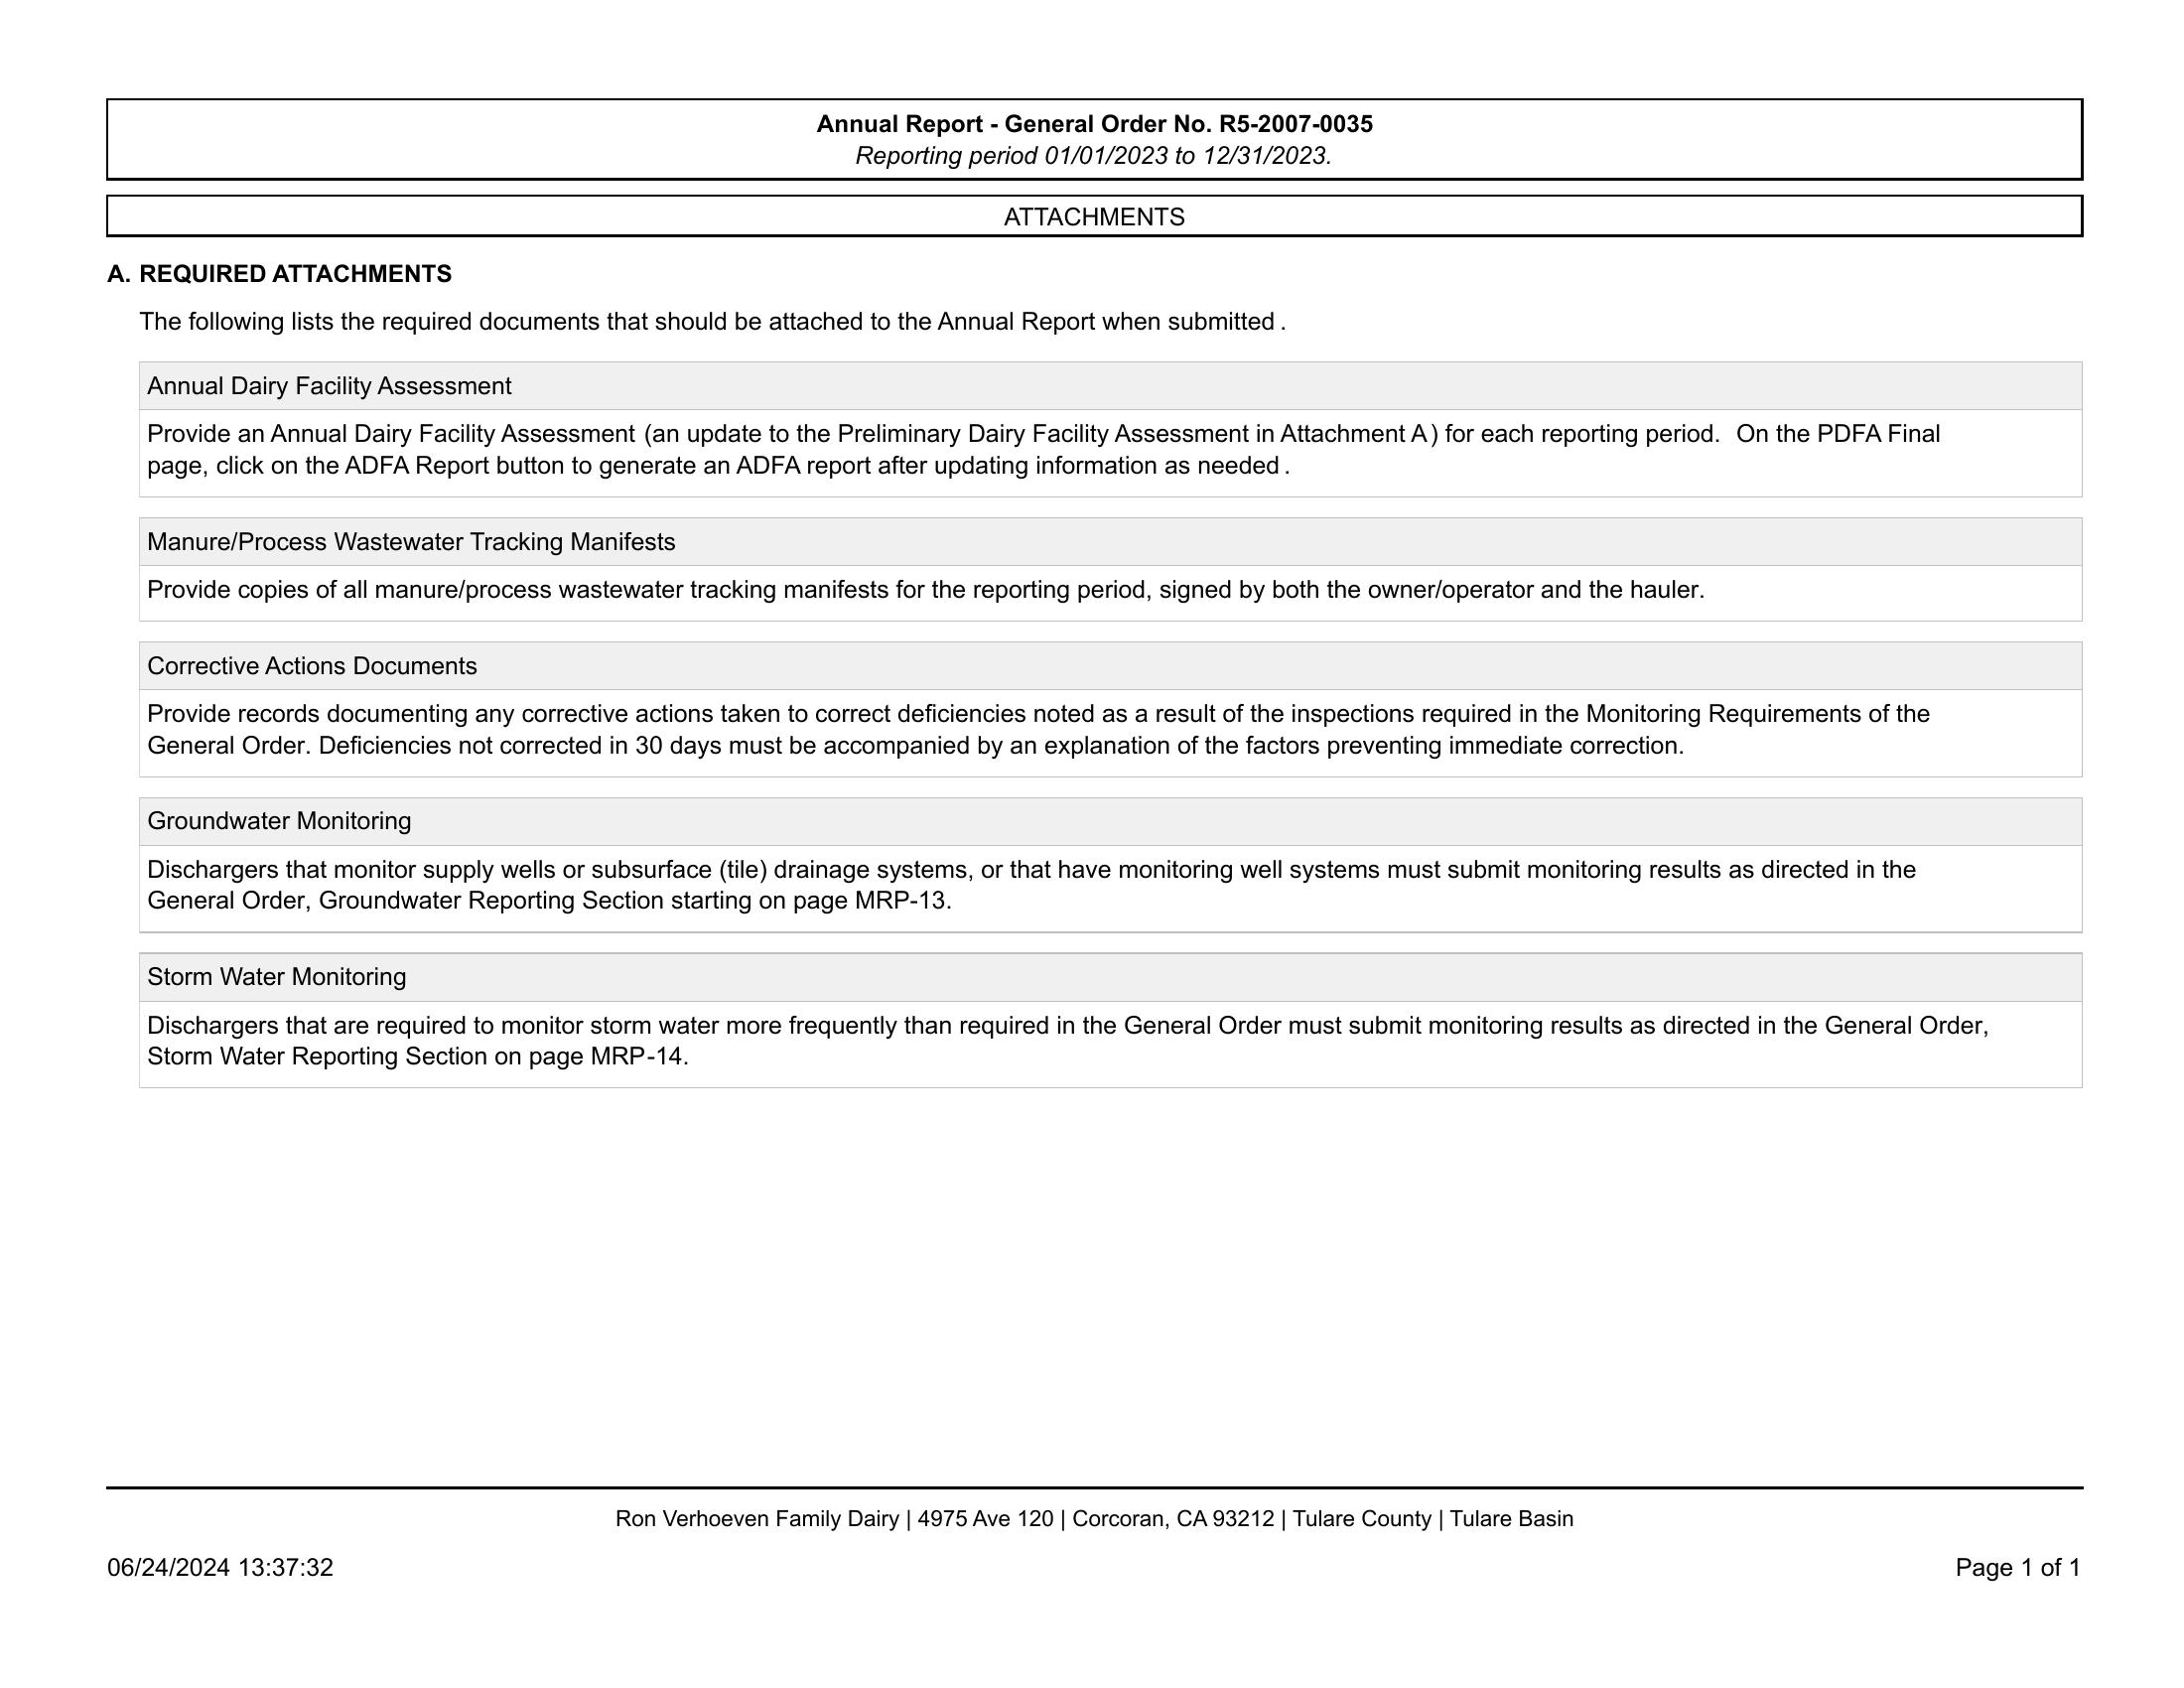 Annual Report - General Order No. R5-2007-0035
Reporting period 01/01/2023 to 12/31/2023.
ATTACHMENTS
A. REQUIRED ATTACHMENTS
The following lists the required documents that should be attached to the Annual Report when submitted .
Annual Dairy Facility Assessment
Provide an Annual Dairy Facility Assessment (an update to the Preliminary Dairy Facility Assessment in Attachment A) for each reporting period. On the PDFA Final
page, click on the ADFA Report button to generate an ADFA report after updating information as needed .
Manure/Process Wastewater Tracking Manifests
Provide copies of all manure/process wastewater tracking manifests for the reporting period, signed by both the owner/operator and the hauler.
Corrective Actions Documents
Provide records documenting any corrective actions taken to correct deficiencies noted as a result of the inspections required in the Monitoring Requirements of the
General Order. Deficiencies not corrected in 30 days must be accompanied by an explanation of the factors preventing immediate correction.
Groundwater Monitoring
Dischargers that monitor supply wells or subsurface (tile) drainage systems, or that have monitoring well systems must submit monitoring results as directed in the
General Order, Groundwater Reporting Section starting on page MRP-13.
Storm Water Monitoring
Dischargers that are required to monitor storm water more frequently than required in the General Order must submit monitoring results as directed in the General Order,
Storm Water Reporting Section on page MRP-14.
Ron Verhoeven Family Dairy | 4975 Ave 120 | Corcoran, CA 93212 | Tulare County | Tulare Basin
06/24/2024 13:37:32
Page 1 of 1